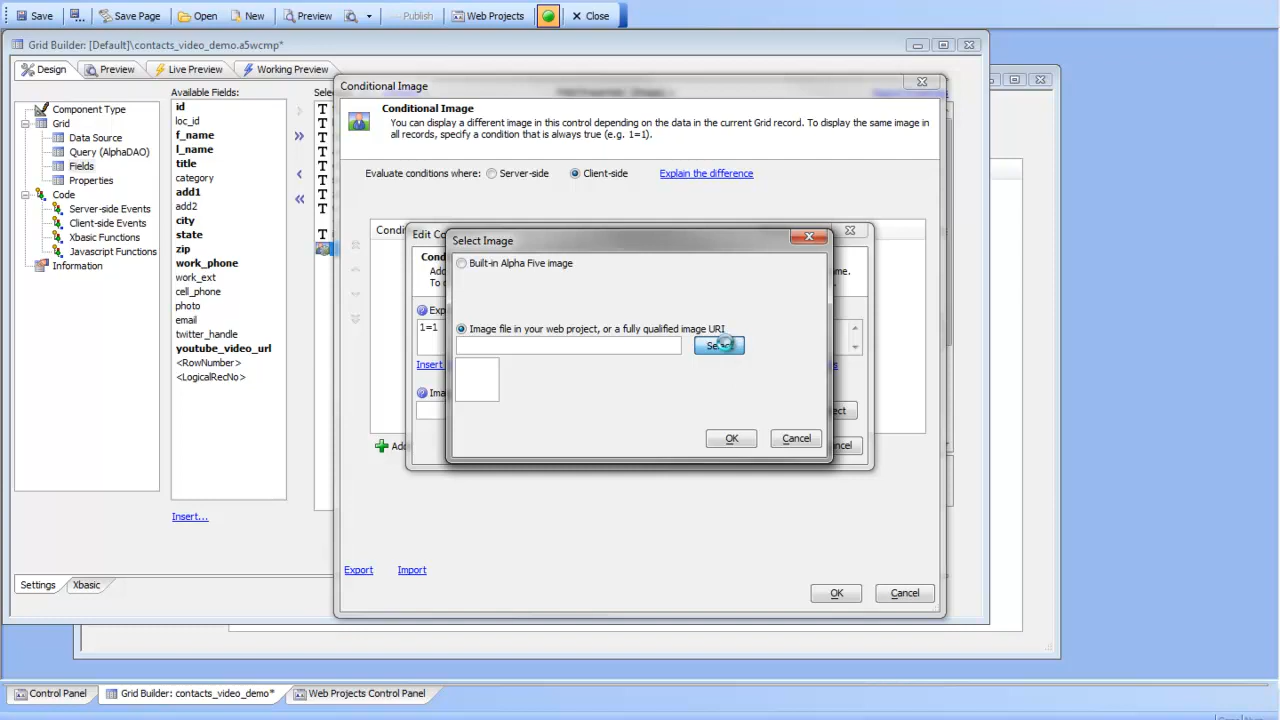 Save
Save Page
Open
New
Preview
Publish
Web Projects
Close
Grid Builder: [Default]\contacts_video_demo.a5wcmp*
Design
Preview
Live Preview
Working Preview
Component Type
Grid
Data Source
Query (AlphaDAO)
Fields
Properties
Code
Server-side Events
Client-side Events
Xbasic Functions
Javascript Functions
Information
Available Fields:
id
loc_id
f_name
l_name
title
category
add1
add2
city
state
zip
work_phone
work_ext
cell_phone
photo
email
twitter_handle
youtube_video_url
<RowNumber>
<LogicalRecNo>
Insert...
Settings
Xbasic
Conditional Image
Conditional Image
You can display a different image in this control depending on the data in the current Grid record. To display the same image in
all records, specify a condition that is always true (e.g. 1=1).
Evaluate conditions where:
Server-side
Client-side
Explain the difference
Edit Co
1=1
Insert
Select Image
Built-in Alpha Five image
Image file in your web project, or a fully qualified image URI
OK
Cancel
Export
Import
OK
Cancel
Control Panel
Grid Builder: contacts_video_demo*
Web Projects Control Panel